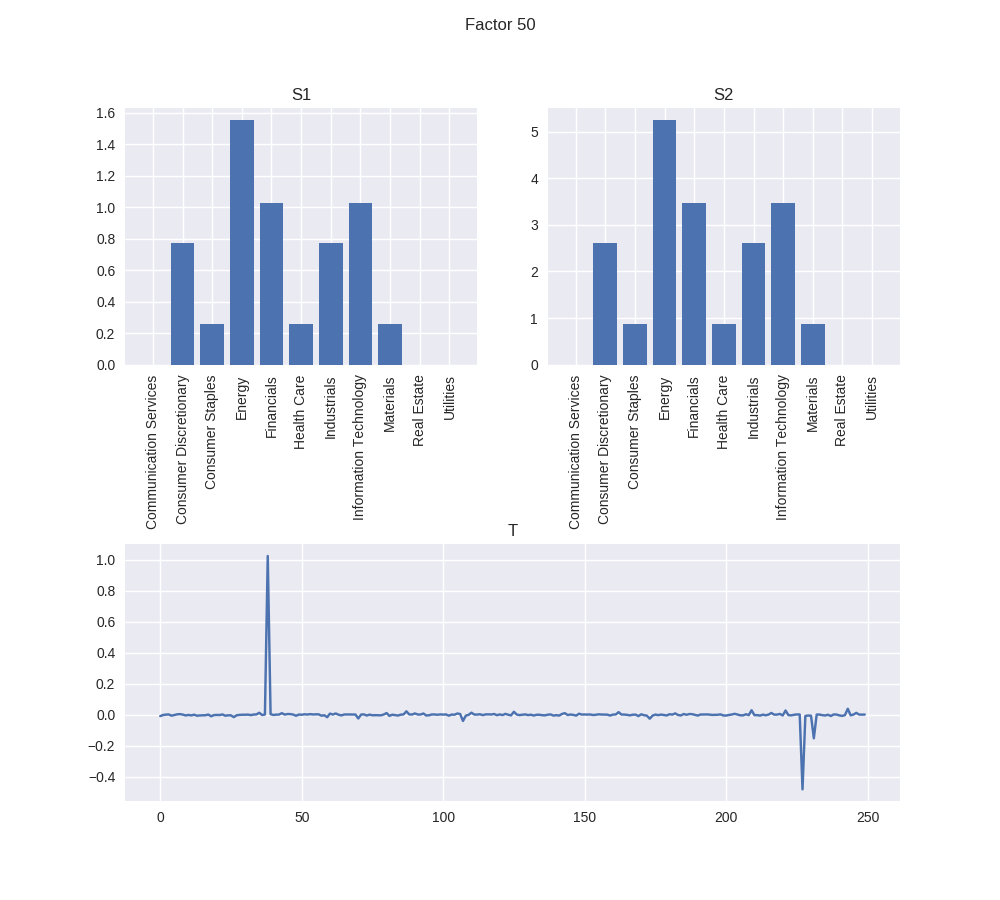 Factor 50
S1
1.6
1.4
1.2
1.0
0.8
0.6
0.4
0.2
0.0
Communication Services
Consumer Discretionary
Consumer Staples
Energy
Financials
Health Care
Industrials
Information Technology
Materials
Real Estate
Utilities
S2
5
4
3
2
1
0
Communication Services
Consumer Discretionary
Consumer Staples
Energy
Financials
Health Care
Industrials
Information Technology
Materials
Real Estate
Utilities
T
1.0
0.8
0.6
0.4
0.2
0.0
−0.2
−0.4
0 50 100 150 200 250